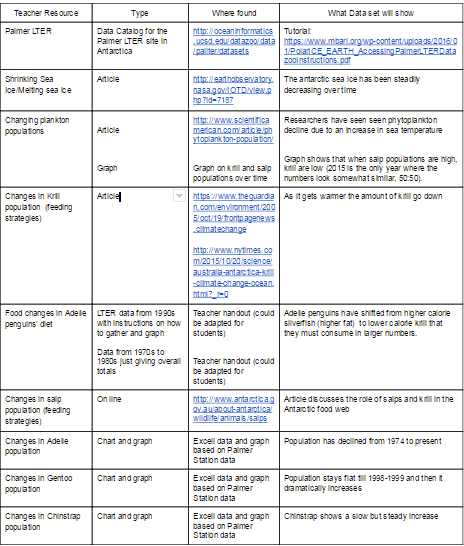 Teacher Resource
Type
Where found
What Data set will show
Palmer LTER
Data Catalog for the
Palmer LTER site in
Antarctica
http://oceaninformatics
.ucsd.edu/datazoo/data
/pallter/datasets
Tutorial:
https://www.mbari.org/wp-content/uploads/2016/0
1/PolarICE_EARTH_AccessingPalmerLTERData
zooInstructions.pdf
Shrinking Sea
Ice/Melting sea ice
Article
http://earthobservatory.
nasa.gov/IOTD/view.p
hp?id=7187
The antarctic sea ice has been steadily
decreasing over time
Changing plankton
populations
Article
Graph
http://www.scientifica
merican.com/article/ph
ytoplankton-population/
Graph on krill and salp
populations over time
Researchers have seen seen phytoplankton
decline due to an increase in sea temperature
Graph shows that when salp populations are high,
krill are low (2015 is the only year where the
numbers look somewhat similar, 50:50).
Changes in Krill
population (feeding
strategies)
Article
https://www.theguardia
n.com/environment/200
5/oct/19/frontpagenews
.climatechange
http://www.nytimes.co
m/2015/10/20/science/
australia-antarctica-krill
-climate-change-ocean.
html?_r=0
As it gets warmer the amount of krill go down
Food changes in Adelie
penguins' diet
LTER data from 1990s
with instructions on how
to gather and graph
Data from 1970s to
1980s just giving overall
totals
Teacher handout (could
be adapted for
students)
Teacher handout (could
be adapted for
students)
Adelie penguins have shifted from higher calorie
silverfish (higher fat) to lower calorie krill that
they must consume in larger numbers.
Changes in salp
population (feeding
strategies)
On line
http://www.antarctica.g
ov.au/about-antarctica/
wildlife/animals/salps
Article discusses the role of salps and krill in the
Antarctic food web
Changes in Adelie
population
Chart and graph
Excell data and graph
based on Palmer
Station data
Population has declined from 1974 to present
Changes in Gentoo
population
Chart and graph
Excell data and graph
based on Palmer
Station data
Population stays flat till 1998-1999 and then it
dramatically increases
Changes in Chinstrap
population
Chart and graph
Excell data and graph
based on Palmer
Station data
Chinstrap shows a slow but steady increase